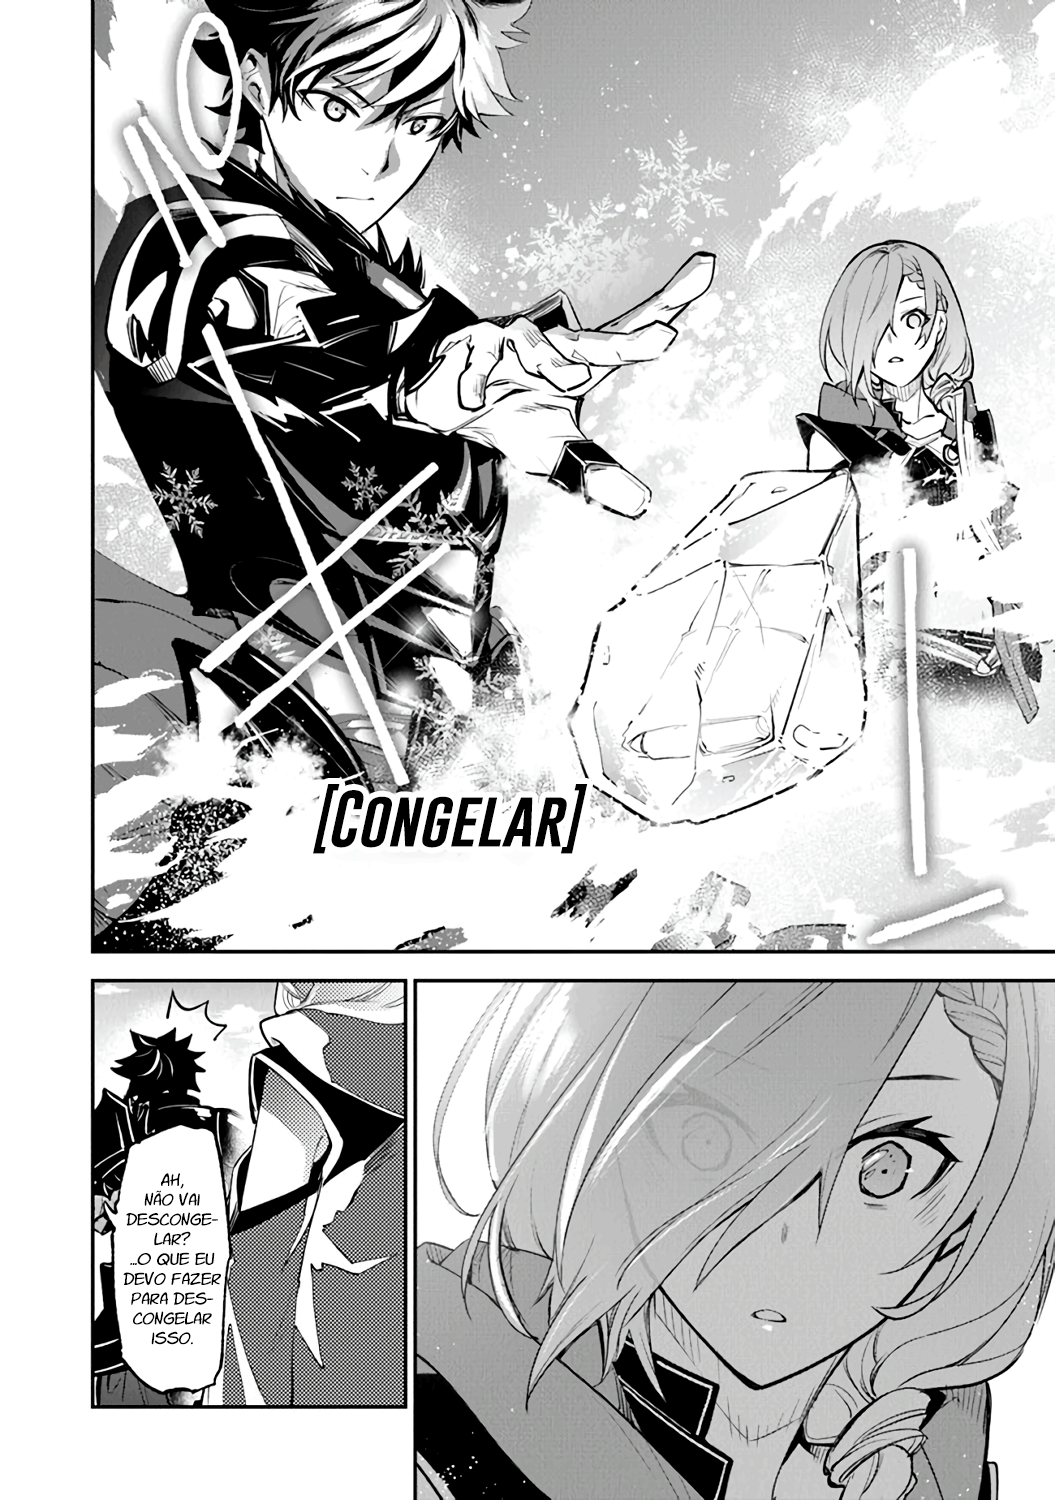 [CONGELAR]
AH,
NÃO VAI
DESCONGE-
LAR?
...O QUE EU
DEVO FAZER
PARA DES-
CONGELAR
ISSO.